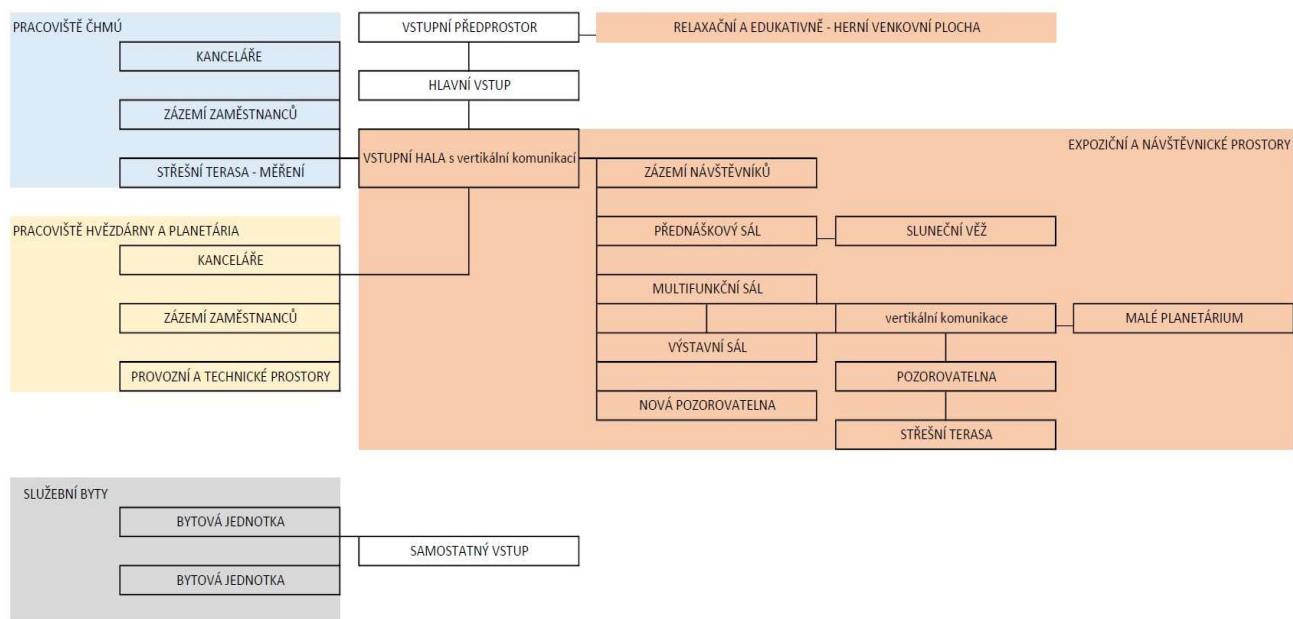 PRACOVIŠTĚ ČHMÚ
KANCELÁŘE
ZÁZEMÍ ZAMĚSTNANCŮ
STŘEŠNÍ TERASA - MĚŘENÍ
VSTUPNÍ PŘEDPROSTOR
RELAXAČNÍ A EDUKATIVNĚ - HERNÍ VENKOVNÍ PLOCHA
HLAVNÍ VSTUP
VSTUPNÍ HALA s vertikální komunikací
EXPOZIČNÍ A NÁVŠTĚVNICKÉ PROSTORY
ZÁZEMÍ NÁVŠTĚVNÍKŮ
PŘEDNÁŠKOVÝ SÁL
SLUNEČNÍ VĚŽ
MULTIFUNKČNÍ SÁL
vertikální komunikace
MALÉ PLANETÁRIUM
VÝSTAVNÍ SÁL
POZOROVATELNA
NOVÁ POZOROVATELNA
STŘEŠNÍ TERASA
PRACOVIŠTĚ HVĚZDÁRNY A PLANETÁRIA
KANCELÁŘE
ZÁZEMÍ ZAMĚSTNANCŮ
PROVOZNÍ A TECHNICKÉ PROSTORY
SLUŽEBNÍ BYTY
BYTOVÁ JEDNOTKA
SAMOSTATNÝ VSTUP
BYTOVÁ JEDNOTKA